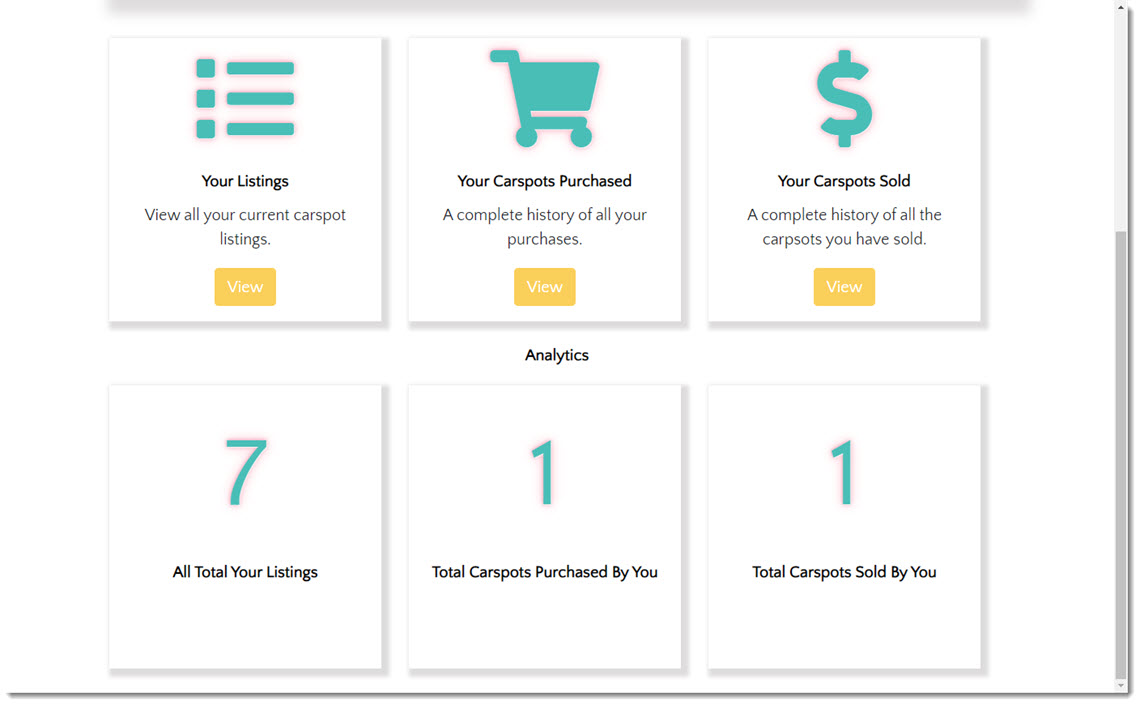 Your Listings
View all your current carspot
listings.
View
Your Carspots Purchased
A complete history of all your
purchases.
View
Your Carspots Sold
A complete history of all the
carpsots you have sold.
View
Analytics
7
All Total Your Listings
1
Total Carspots Purchased By You
1
Total Carspots Sold By You